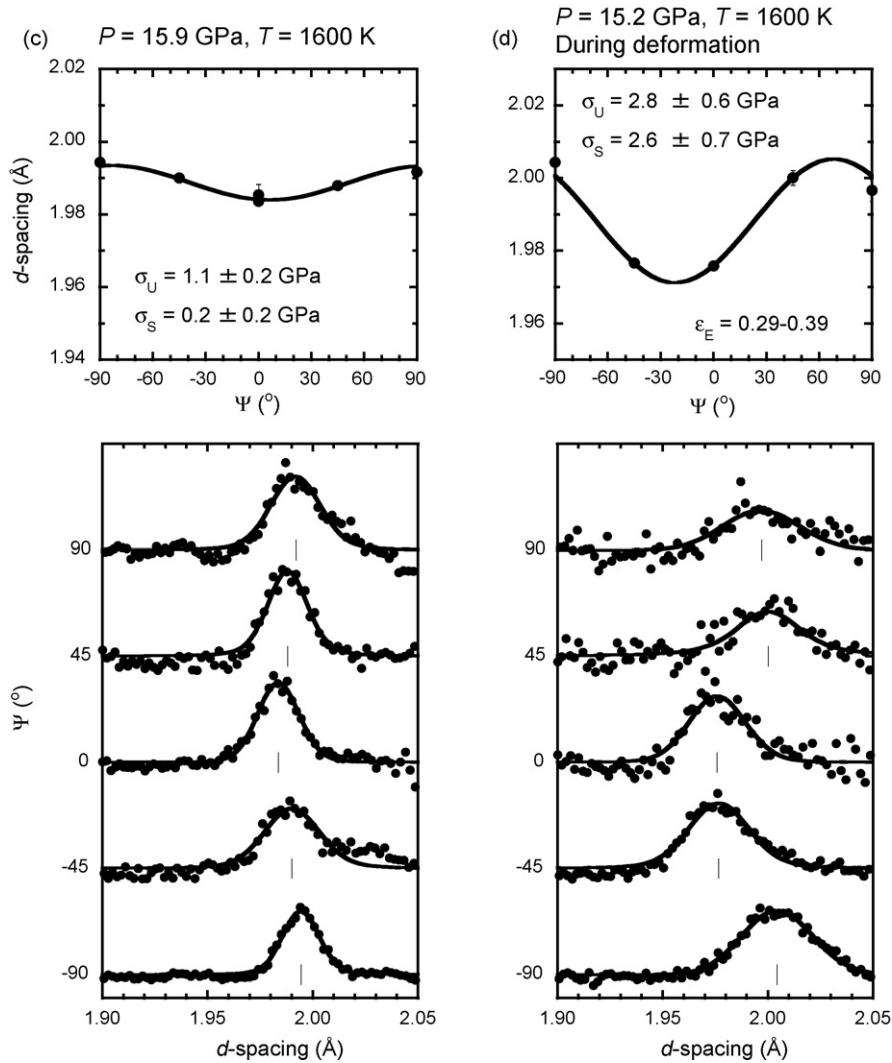 (c) P = 15.9 GPa, T = 1600 K
2.02
2.00
1.98
1.96
1.94
d-spacing (Å)
σU = 1.1 ± 0.2 GPa
σS = 0.2 ± 0.2 GPa
-90 -60 -30 0 30 60 90
Ψ (°)
(d) P = 15.2 GPa, T = 1600 K
During deformation
2.02
2.00
1.98
1.96
σU = 2.8 ± 0.6 GPa
σS = 2.6 ± 0.7 GPa
εE = 0.29-0.39
-90 -60 -30 0 30 60 90
Ψ (°)
90
45
0
-45
-90
Ψ (°)
1.90 1.95 2.00 2.05
d-spacing (Å)
90
45
0
-45
-90
1.90 1.95 2.00 2.05
d-spacing (Å)